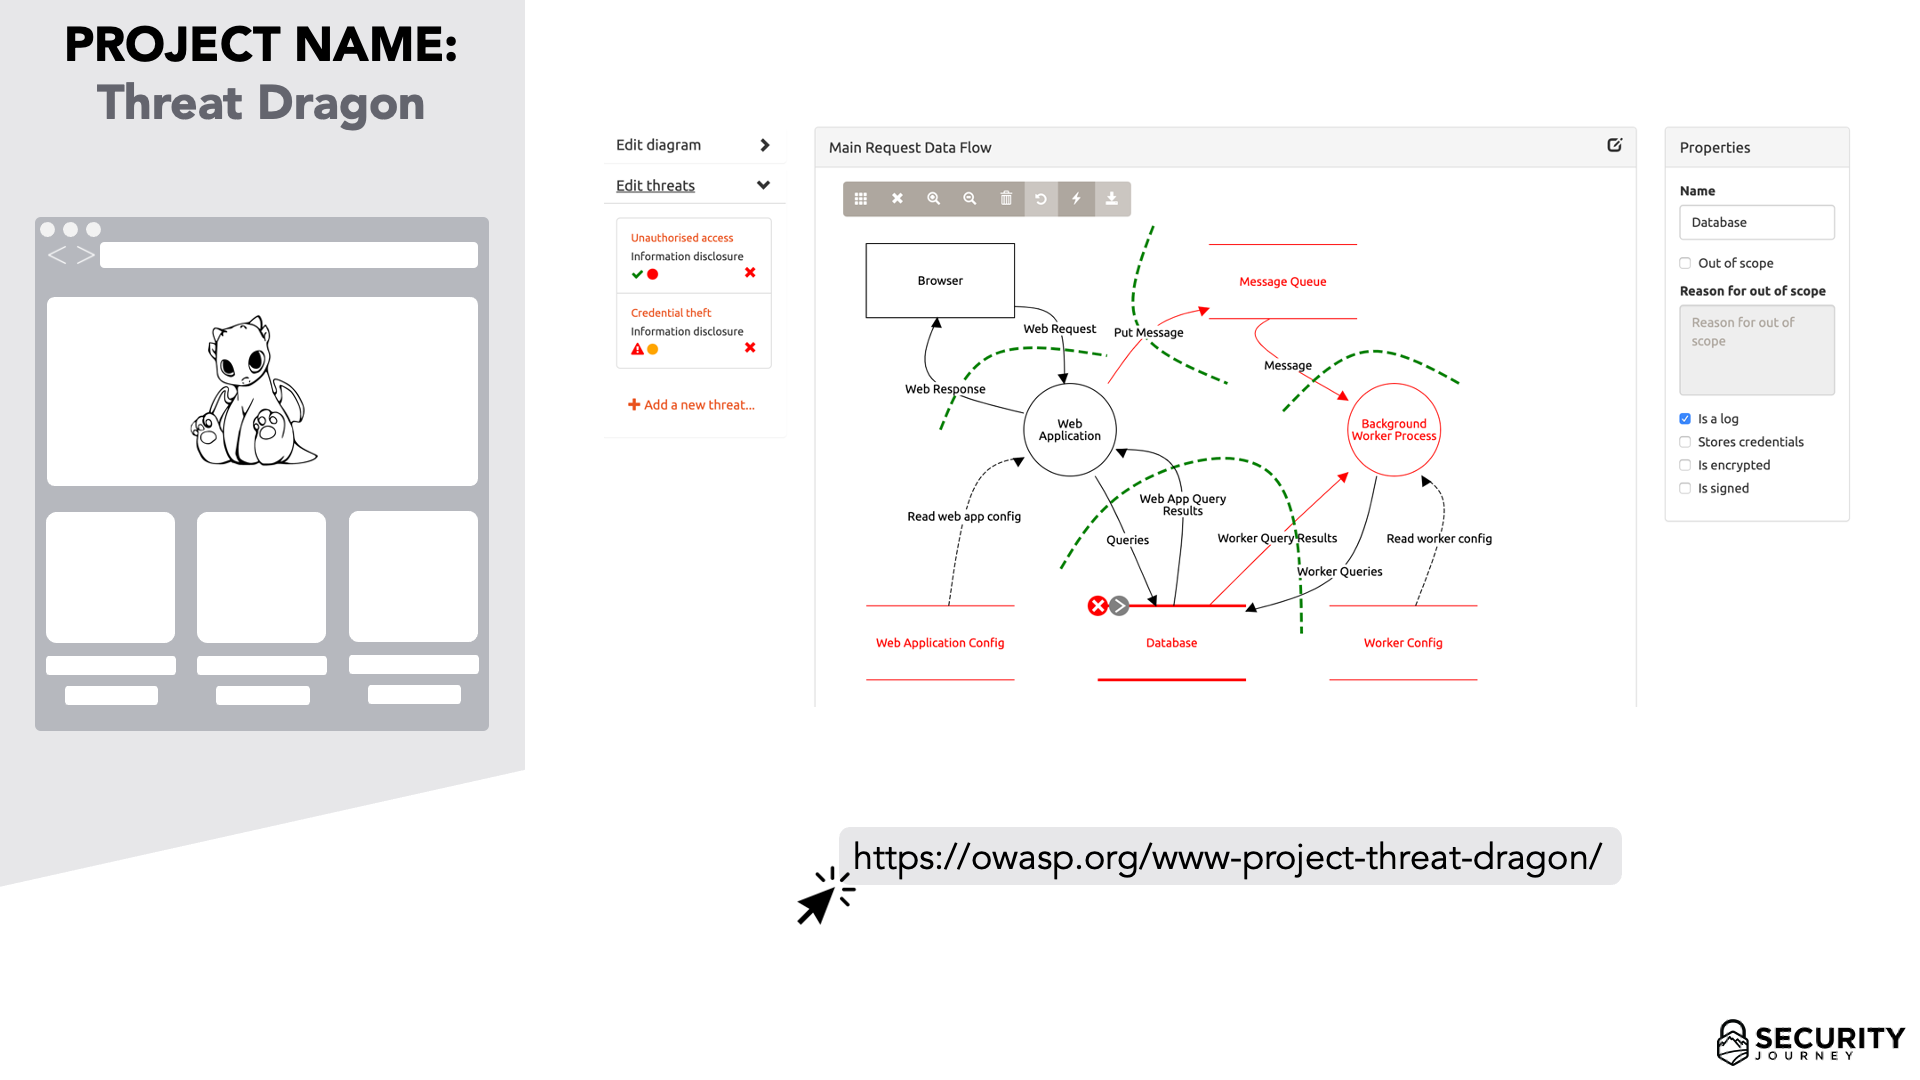 PROJECT NAME:
Threat Dragon
Edit diagram
Edit threats
Unauthorised access
Information disclosure
Credential theft
Information disclosure
Add a new threat...
Main Request Data Flow
Browser
Message Queue
Web Request
Put Message
Message
Web Response
Web
Application
Background
Worker Process
Web App Query
Results
Read web app config
Queries
Worker Query Results
Read worker config
Worker Queries
Web Application Config
Database
Worker Config
Properties
Name
Database
Out of scope
Reason for out of scope
Reason for out of
scope
Is a log
Stores credentials
Is encrypted
Is signed
https://owasp.org/www-project-threat-dragon/
SECURITY
JOURNEY